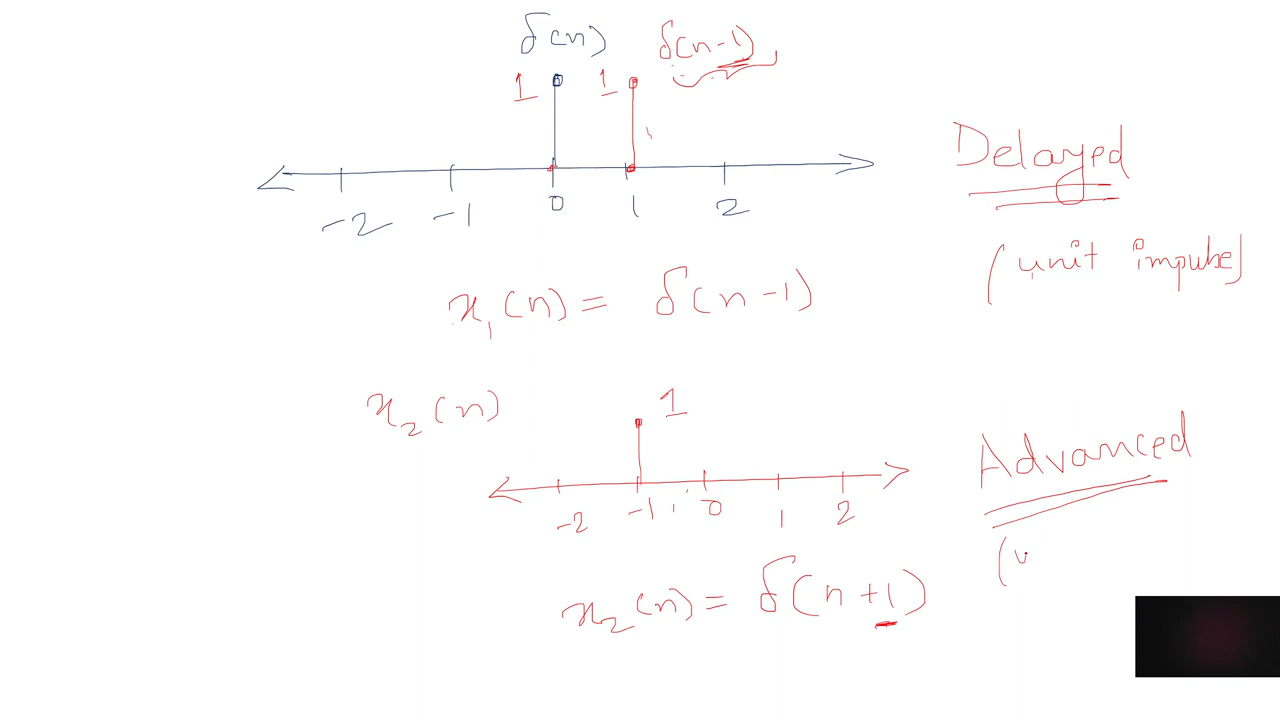 δ(n) δ(n-1)
1 1
-2 -1 0 1 2
Delayed
(unit impulse)
x₁(n) = δ(n-1)
x₂(n) 1
-2 -1 0 1 2
Advanced
(
x₂(n) = δ(n+1)